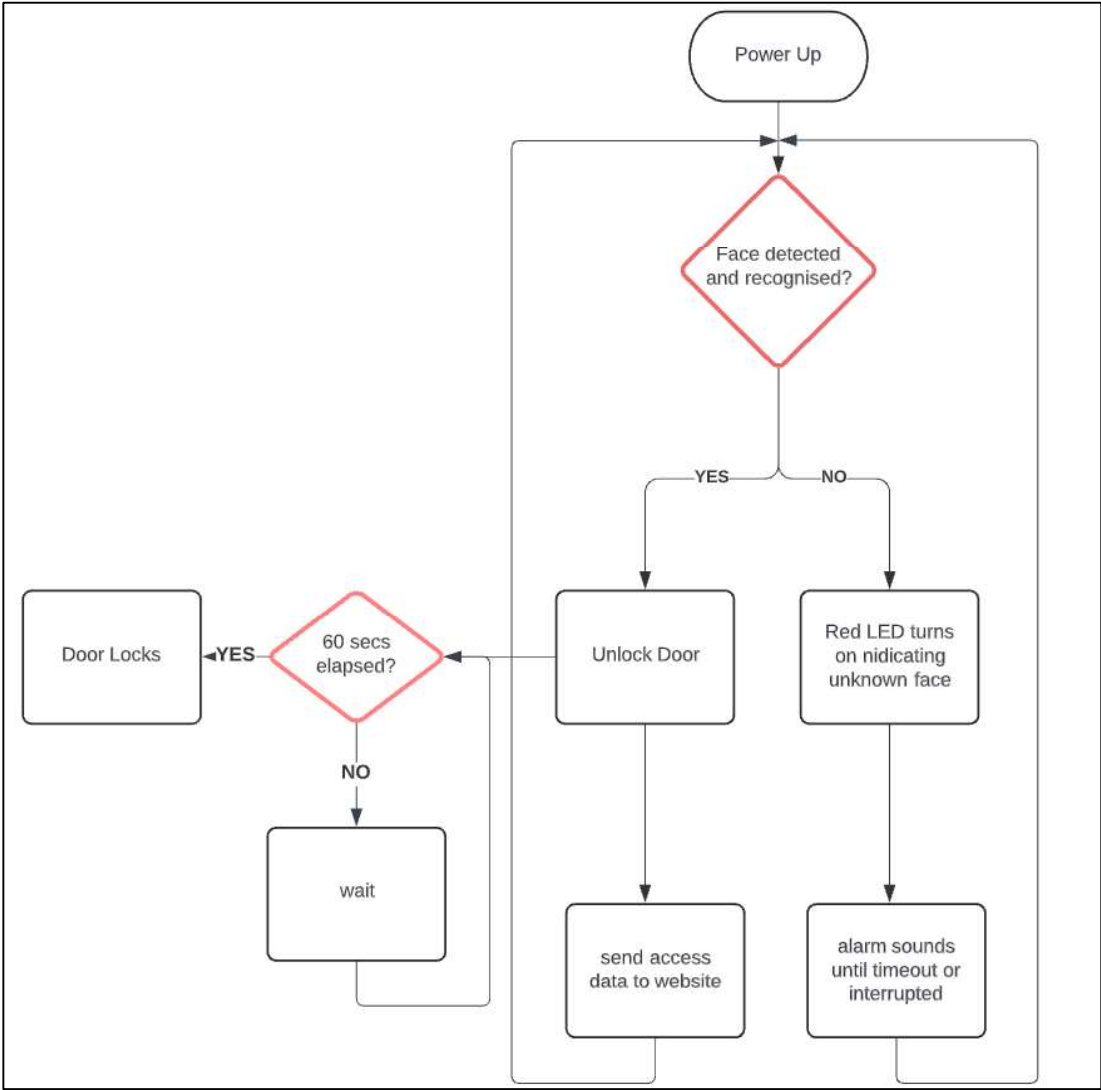 Power Up
Face detected
and recognised?
YES
NO
Door Locks
YES
60 secs
elapsed?
Unlock Door
Red LED turns
on nidicating
unknown face
NO
wait
send access
data to website
alarm sounds
until timeout or
interrupted